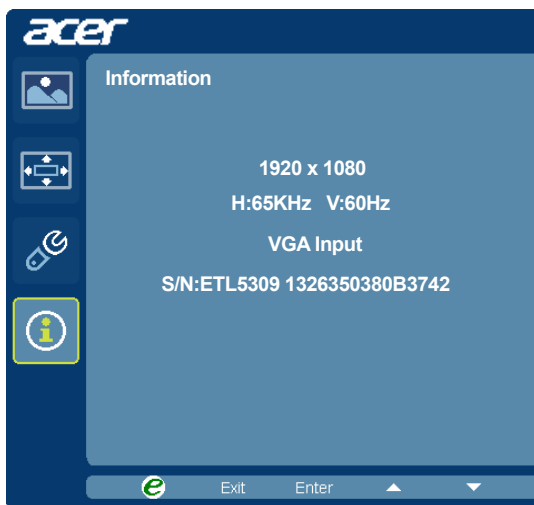 acer
Information
1920 x 1080
H:65KHz V:60Hz
VGA Input
S/N:ETL5309 1326350380B3742
e Exit Enter